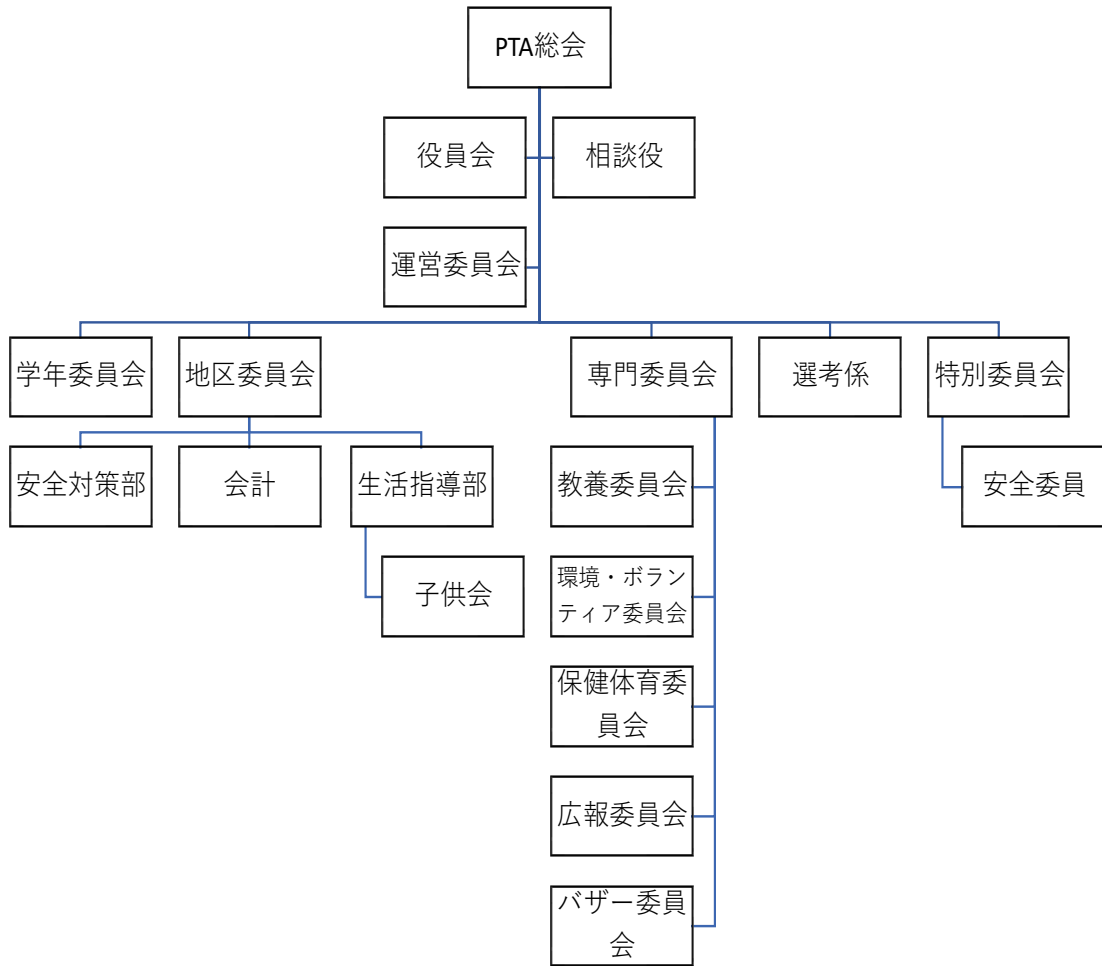 PTA総会
役員会
相談役
運営委員会
学年委員会
地区委員会
専門委員会
選考係
特別委員会
安全対策部
会計
生活指導部
教養委員会
安全委員
子供会
環境・ボラン
ティア委員会
保健体育委
員会
広報委員会
バザー委員
会